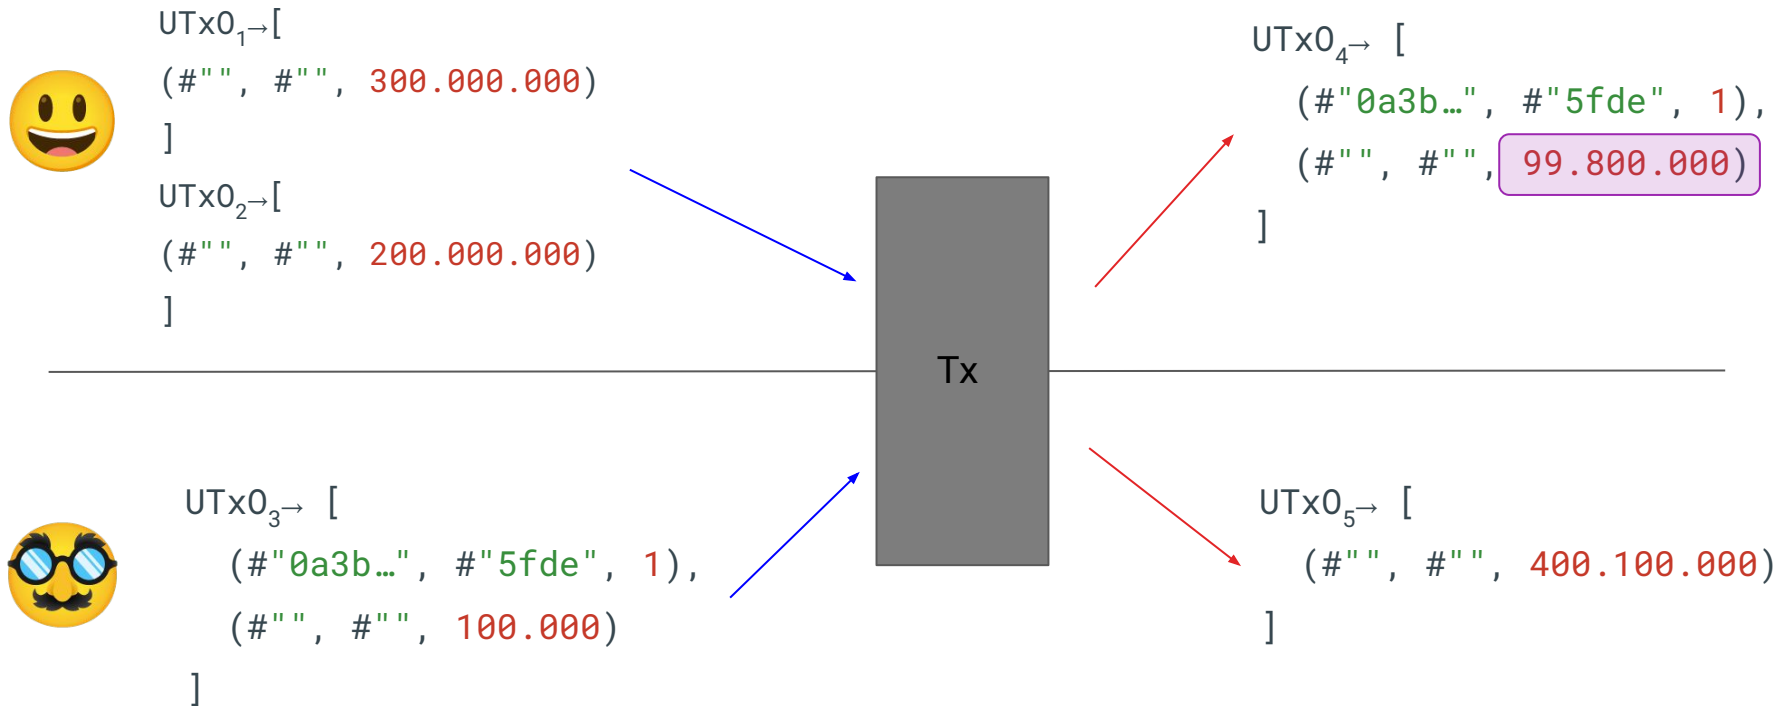 UTxO₁→[
(#"", #"", 300.000.000)
]
UTxO₂→[
(#"", #"", 200.000.000)
]
UTxO₄→ [
(#"0a3b…", #"5fde", 1),
(#"", #"", 99.800.000)
]
Tx
UTxO₃→ [
(#"0a3b…", #"5fde", 1),
(#"", #"", 100.000)
]
UTxO₅→ [
(#"", #"", 400.100.000)
]